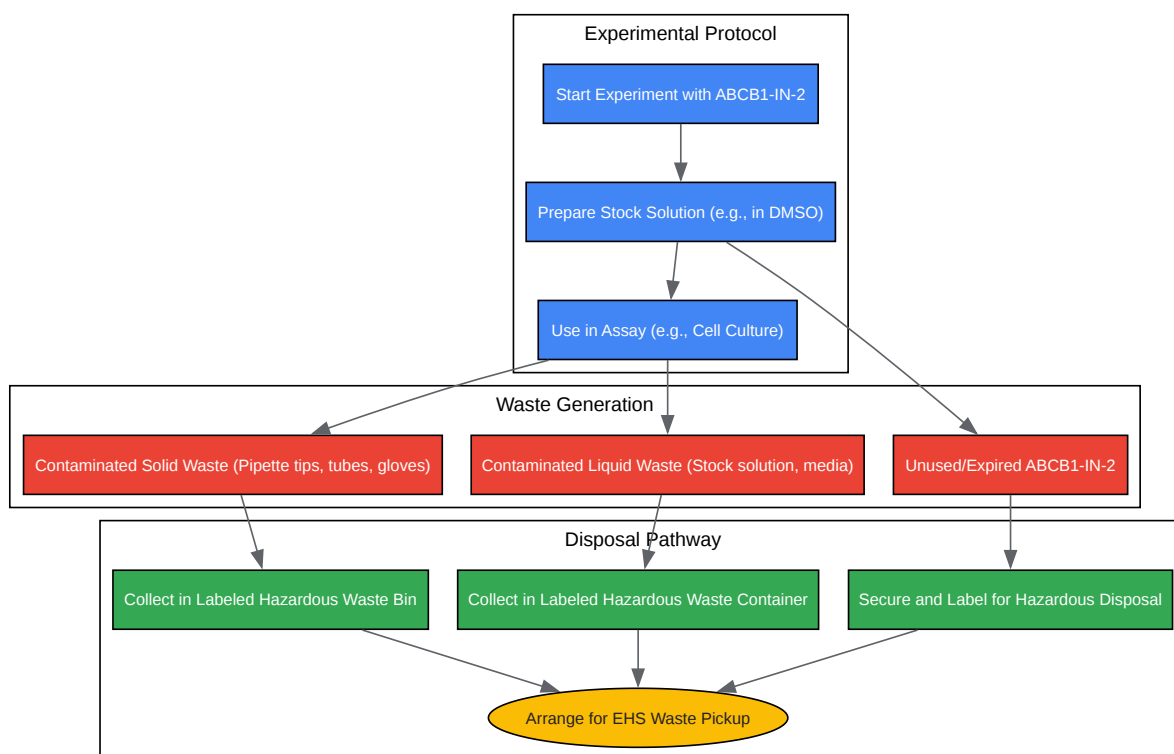 Experimental Protocol
Start Experiment with ABCB1-IN-2
Prepare Stock Solution (e.g., in DMSO)
Use in Assay (e.g., Cell Culture)
Waste Generation
Contaminated Solid Waste (Pipette tips, tubes, gloves)
Contaminated Liquid Waste (Stock solution, media)
Unused/Expired ABCB1-IN-2
Disposal Pathway
Collect in Labeled Hazardous Waste Bin
Collect in Labeled Hazardous Waste Container
Secure and Label for Hazardous Disposal
Arrange for EHS Waste Pickup